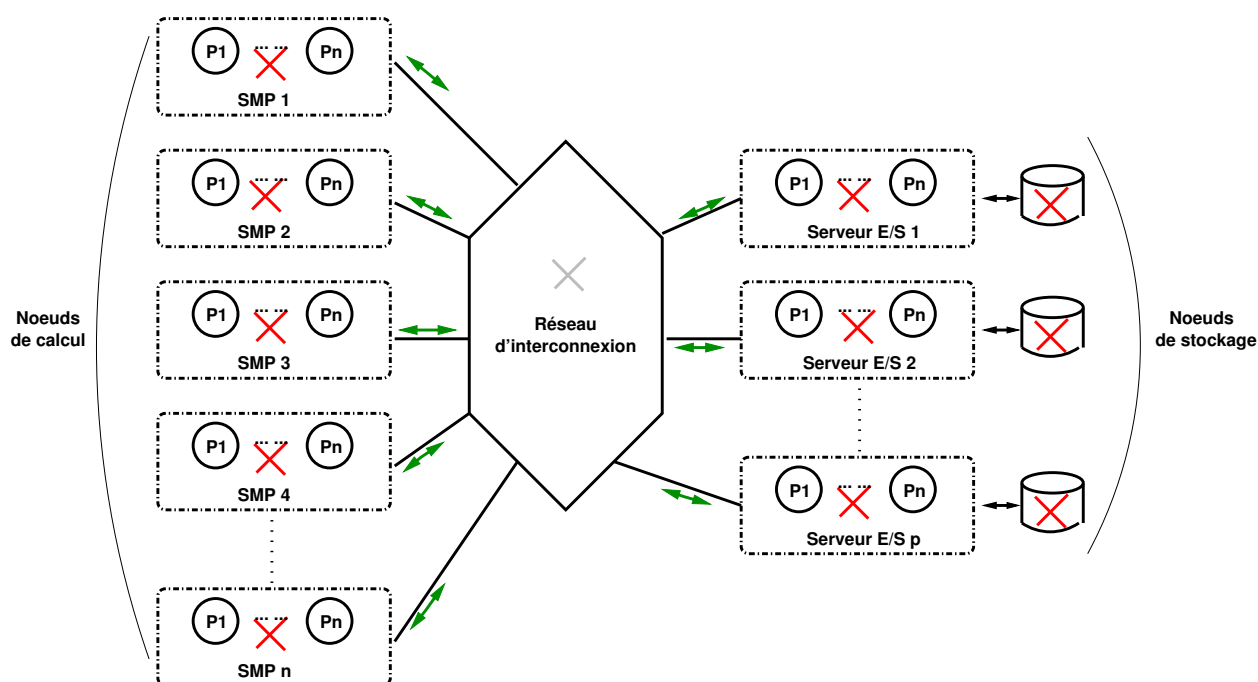 P1 ... ... Pn
SMP 1
P1 ... ... Pn
SMP 2
P1 ... ... Pn
SMP 3
P1 ... ... Pn
SMP 4
P1 ... ... Pn
SMP n
Noeuds
de calcul
Réseau
d'interconnexion
P1 ... ... Pn
Serveur E/S 1
P1 ... ... Pn
Serveur E/S 2
P1 ... ... Pn
Serveur E/S p
Noeuds
de stockage